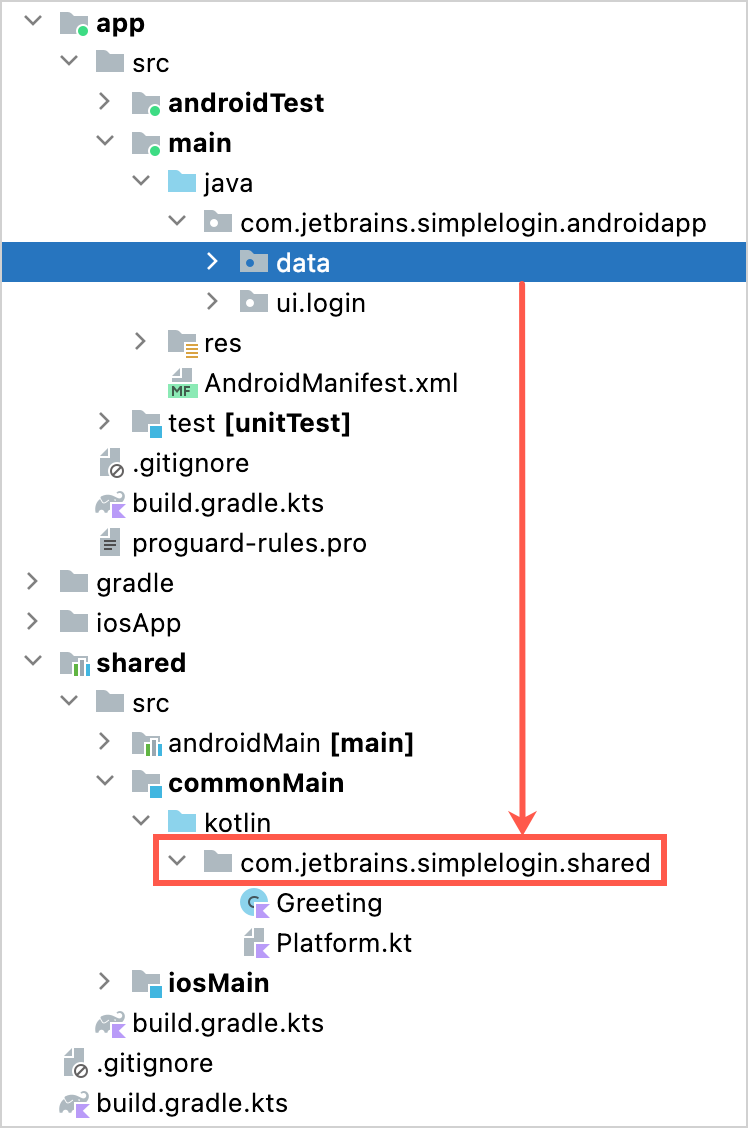 app
src
androidTest
main
java
com.jetbrains.simplelogin.androidapp
data
ui.login
res
MF AndroidManifest.xml
test [unitTest]
.gitignore
build.gradle.kts
proguard-rules.pro
gradle
iosApp
shared
src
androidMain [main]
commonMain
kotlin
com.jetbrains.simplelogin.shared
C Greeting
Platform.kt
iosMain
build.gradle.kts
.gitignore
build.gradle.kts